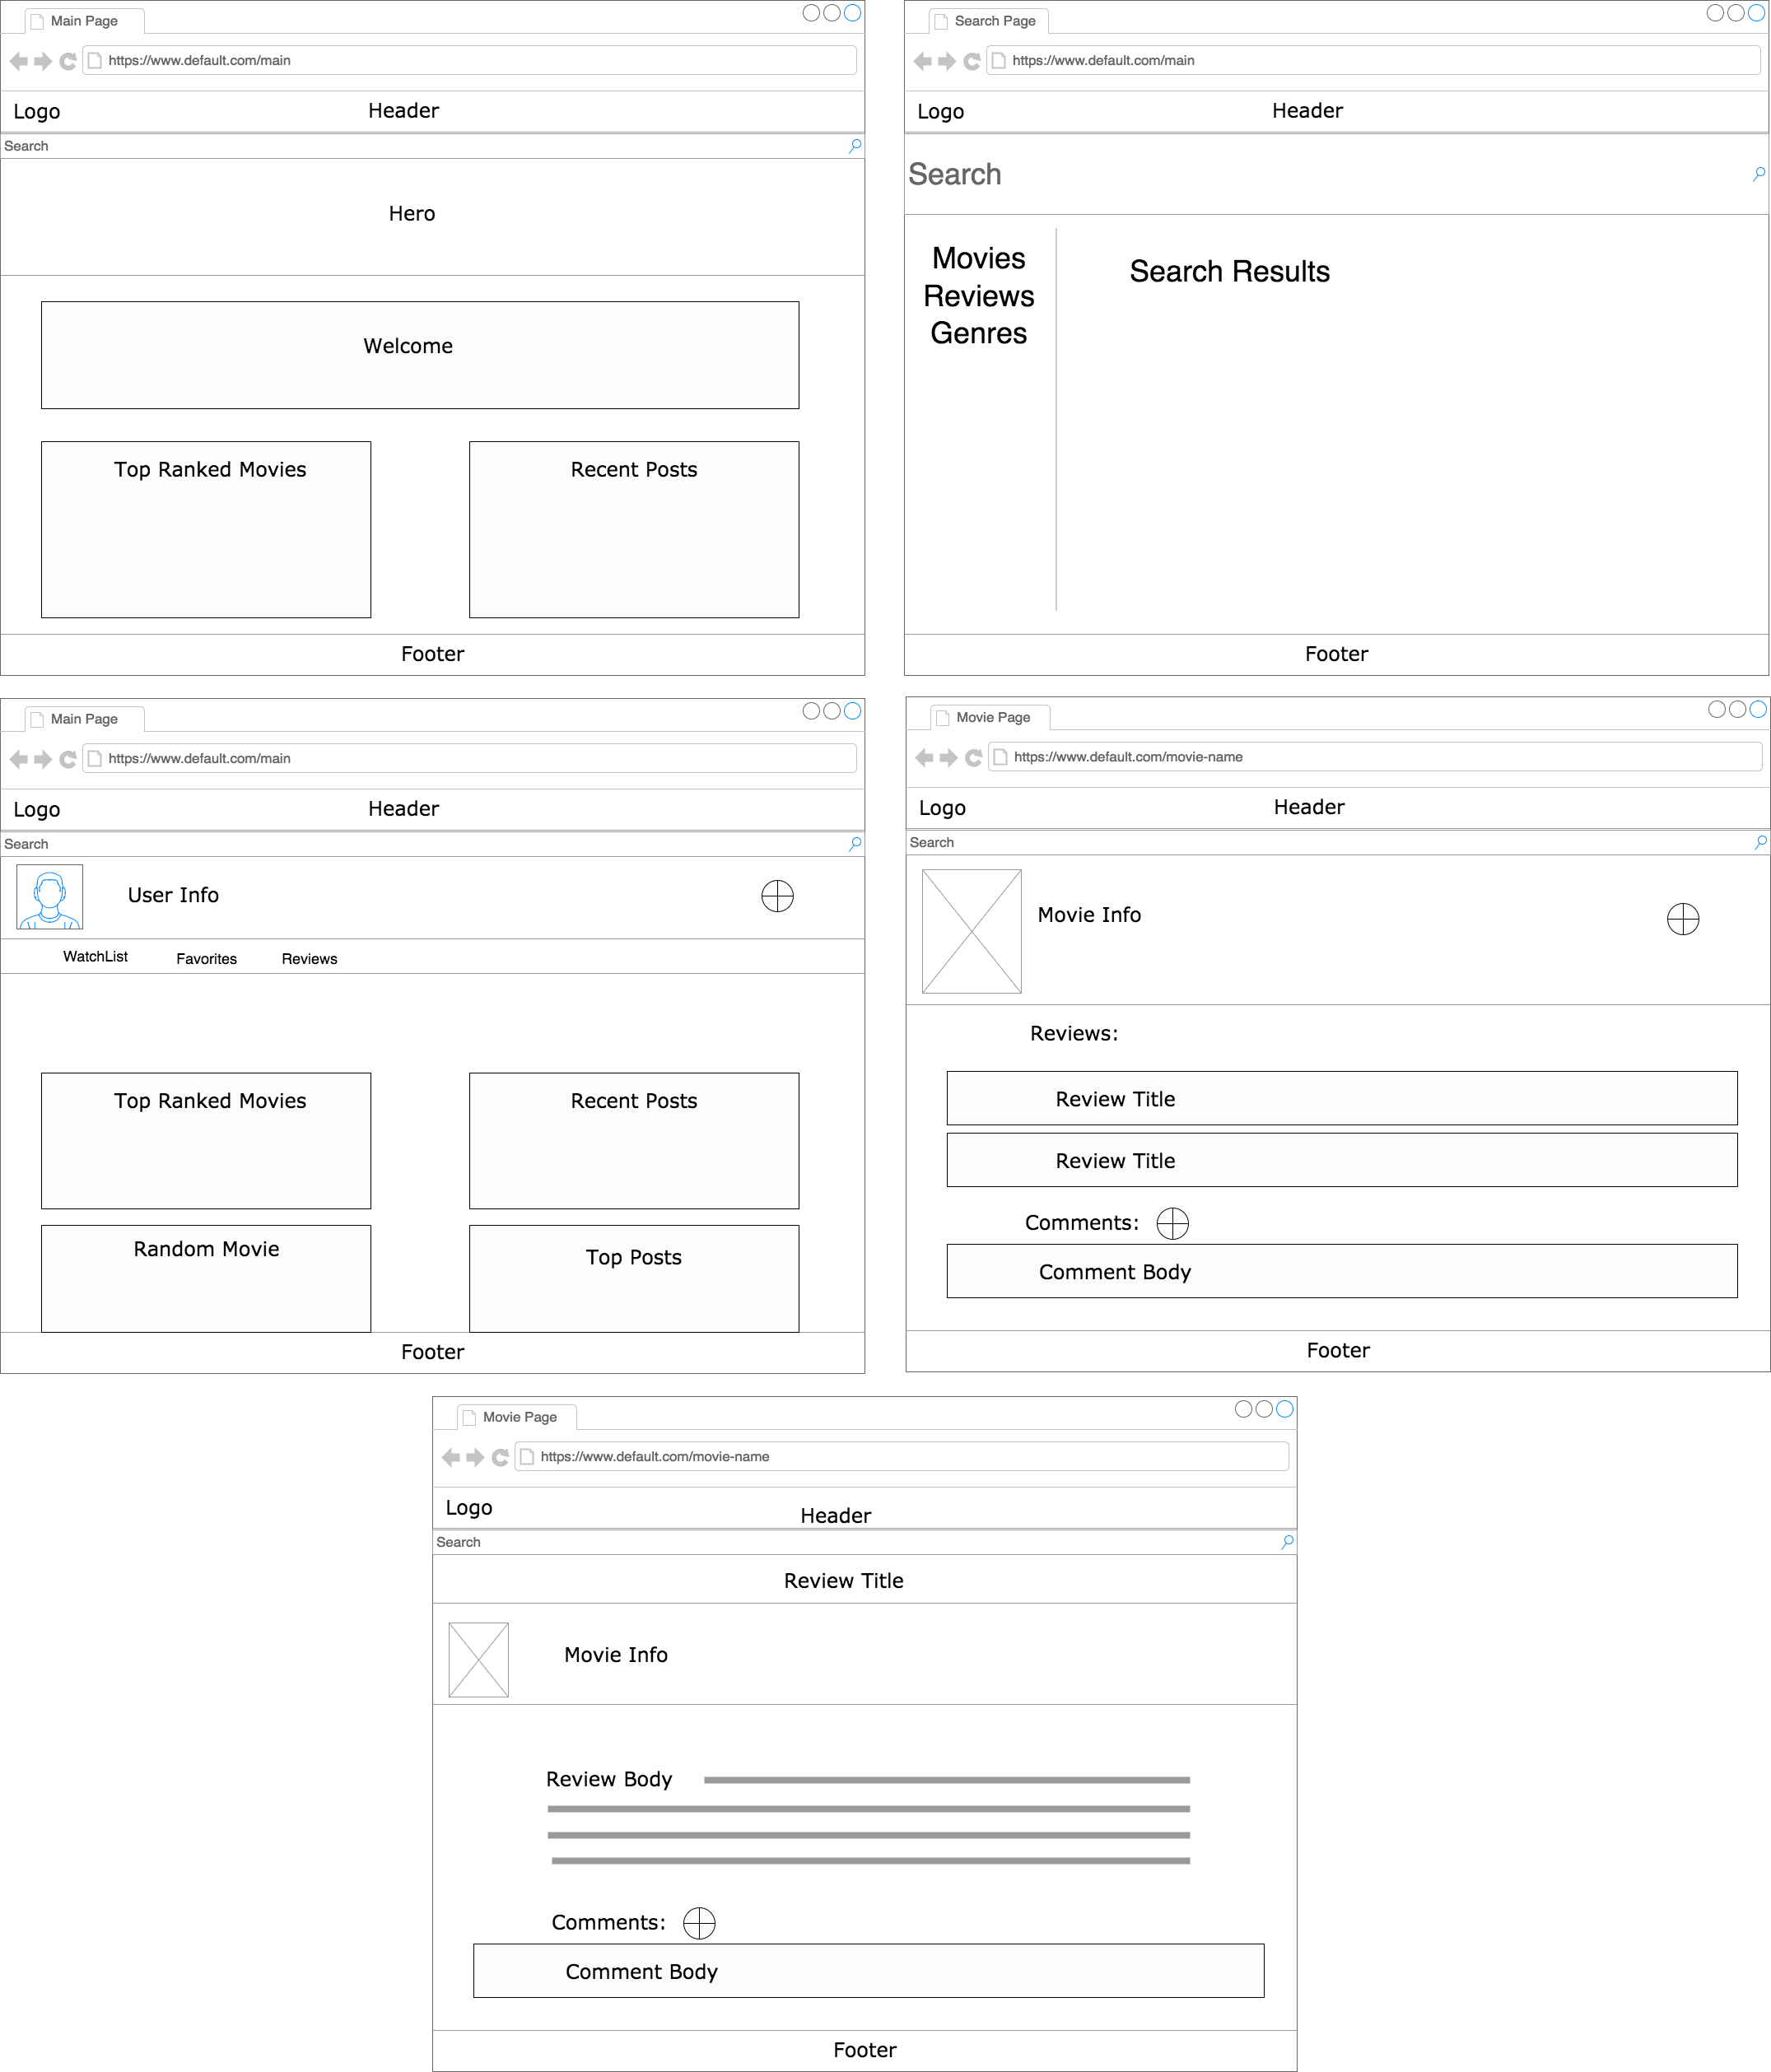 Main Page
https://www.default.com/main
Logo
Header
Search
Hero
Welcome
Top Ranked Movies
Recent Posts
Footer
Search Page
https://www.default.com/main
Logo
Header
Search
Movies
Reviews
Genres
Search Results
Footer
Main Page
https://www.default.com/main
Logo
Header
Search
User Info
WatchList
Favorites
Reviews
Top Ranked Movies
Recent Posts
Random Movie
Top Posts
Footer
Movie Page
https://www.default.com/movie-name
Logo
Header
Search
Movie Info
Reviews:
Review Title
Review Title
Comments:
Comment Body
Footer
Movie Page
https://www.default.com/movie-name
Logo
Header
Search
Review Title
Movie Info
Review Body
Comments:
Comment Body
Footer